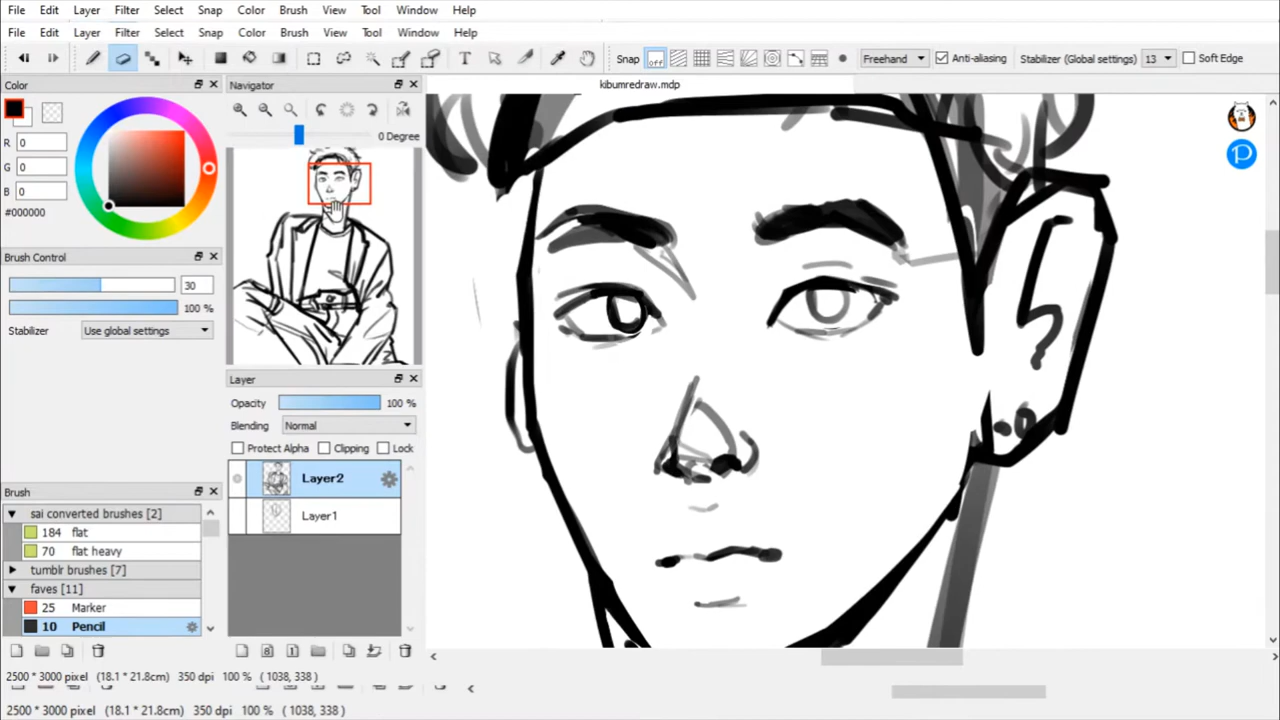 File Edit Layer Filter Select Snap Color Brush View Tool Window Help
File Edit Layer Filter Select Snap Color Brush View Tool Window Help
T Snap off Freehand Anti-aliasing Stabilizer (Global settings) 13 Soft Edge
Color
Navigator
kibumredraw.mdp
0 Degree
R 0
G 0
B 0
#000000
Brush Control
30
100 %
Stabilizer Use global settings
Layer
Opacity 100 %
Blending Normal
Protect Alpha Clipping Lock
Layer2
Layer1
Brush
sai converted brushes [2]
184 flat
70 flat heavy
tumblr brushes [7]
faves [11]
25 Marker
10 Pencil
8 1
2500 * 3000 pixel (18.1 * 21.8cm) 350 dpi 100 % ( 1038, 338 )
2500 * 3000 pixel (18.1 * 21.8cm) 350 dpi 100 % ( 1038, 338 )